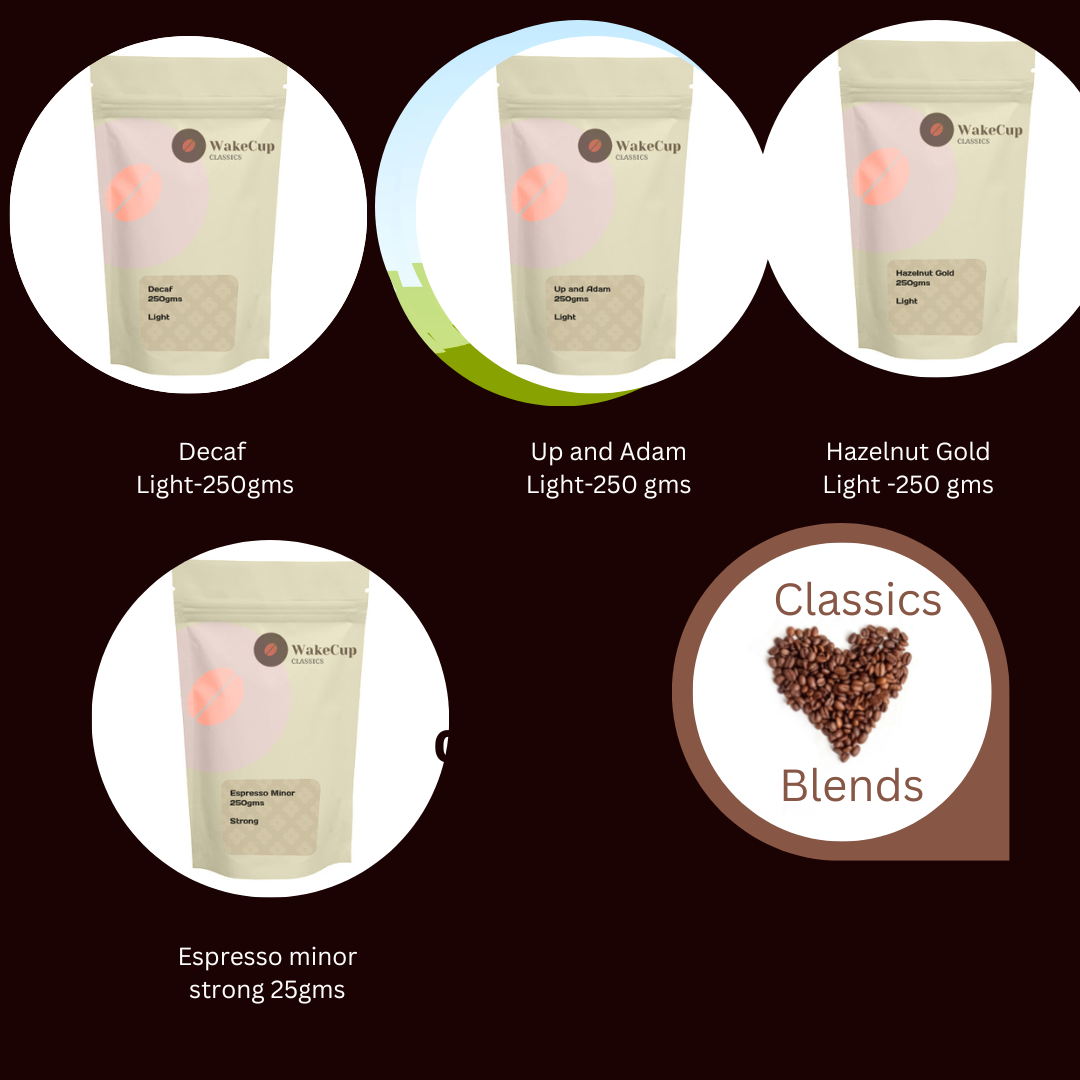 WakeCup
CLASSICS
Decaf
250gms
Light
WakeCup
CLASSICS
Up and Adam
250gms
Light
WakeCup
CLASSICS
Hazelnut Gold
250gms
Light
Decaf
Light-250gms
Up and Adam
Light-250 gms
Hazelnut Gold
Light -250 gms
WakeCup
CLASSICS
Espresso Minor
250gms
Strong
Classics
Blends
Espresso minor
strong 25gms